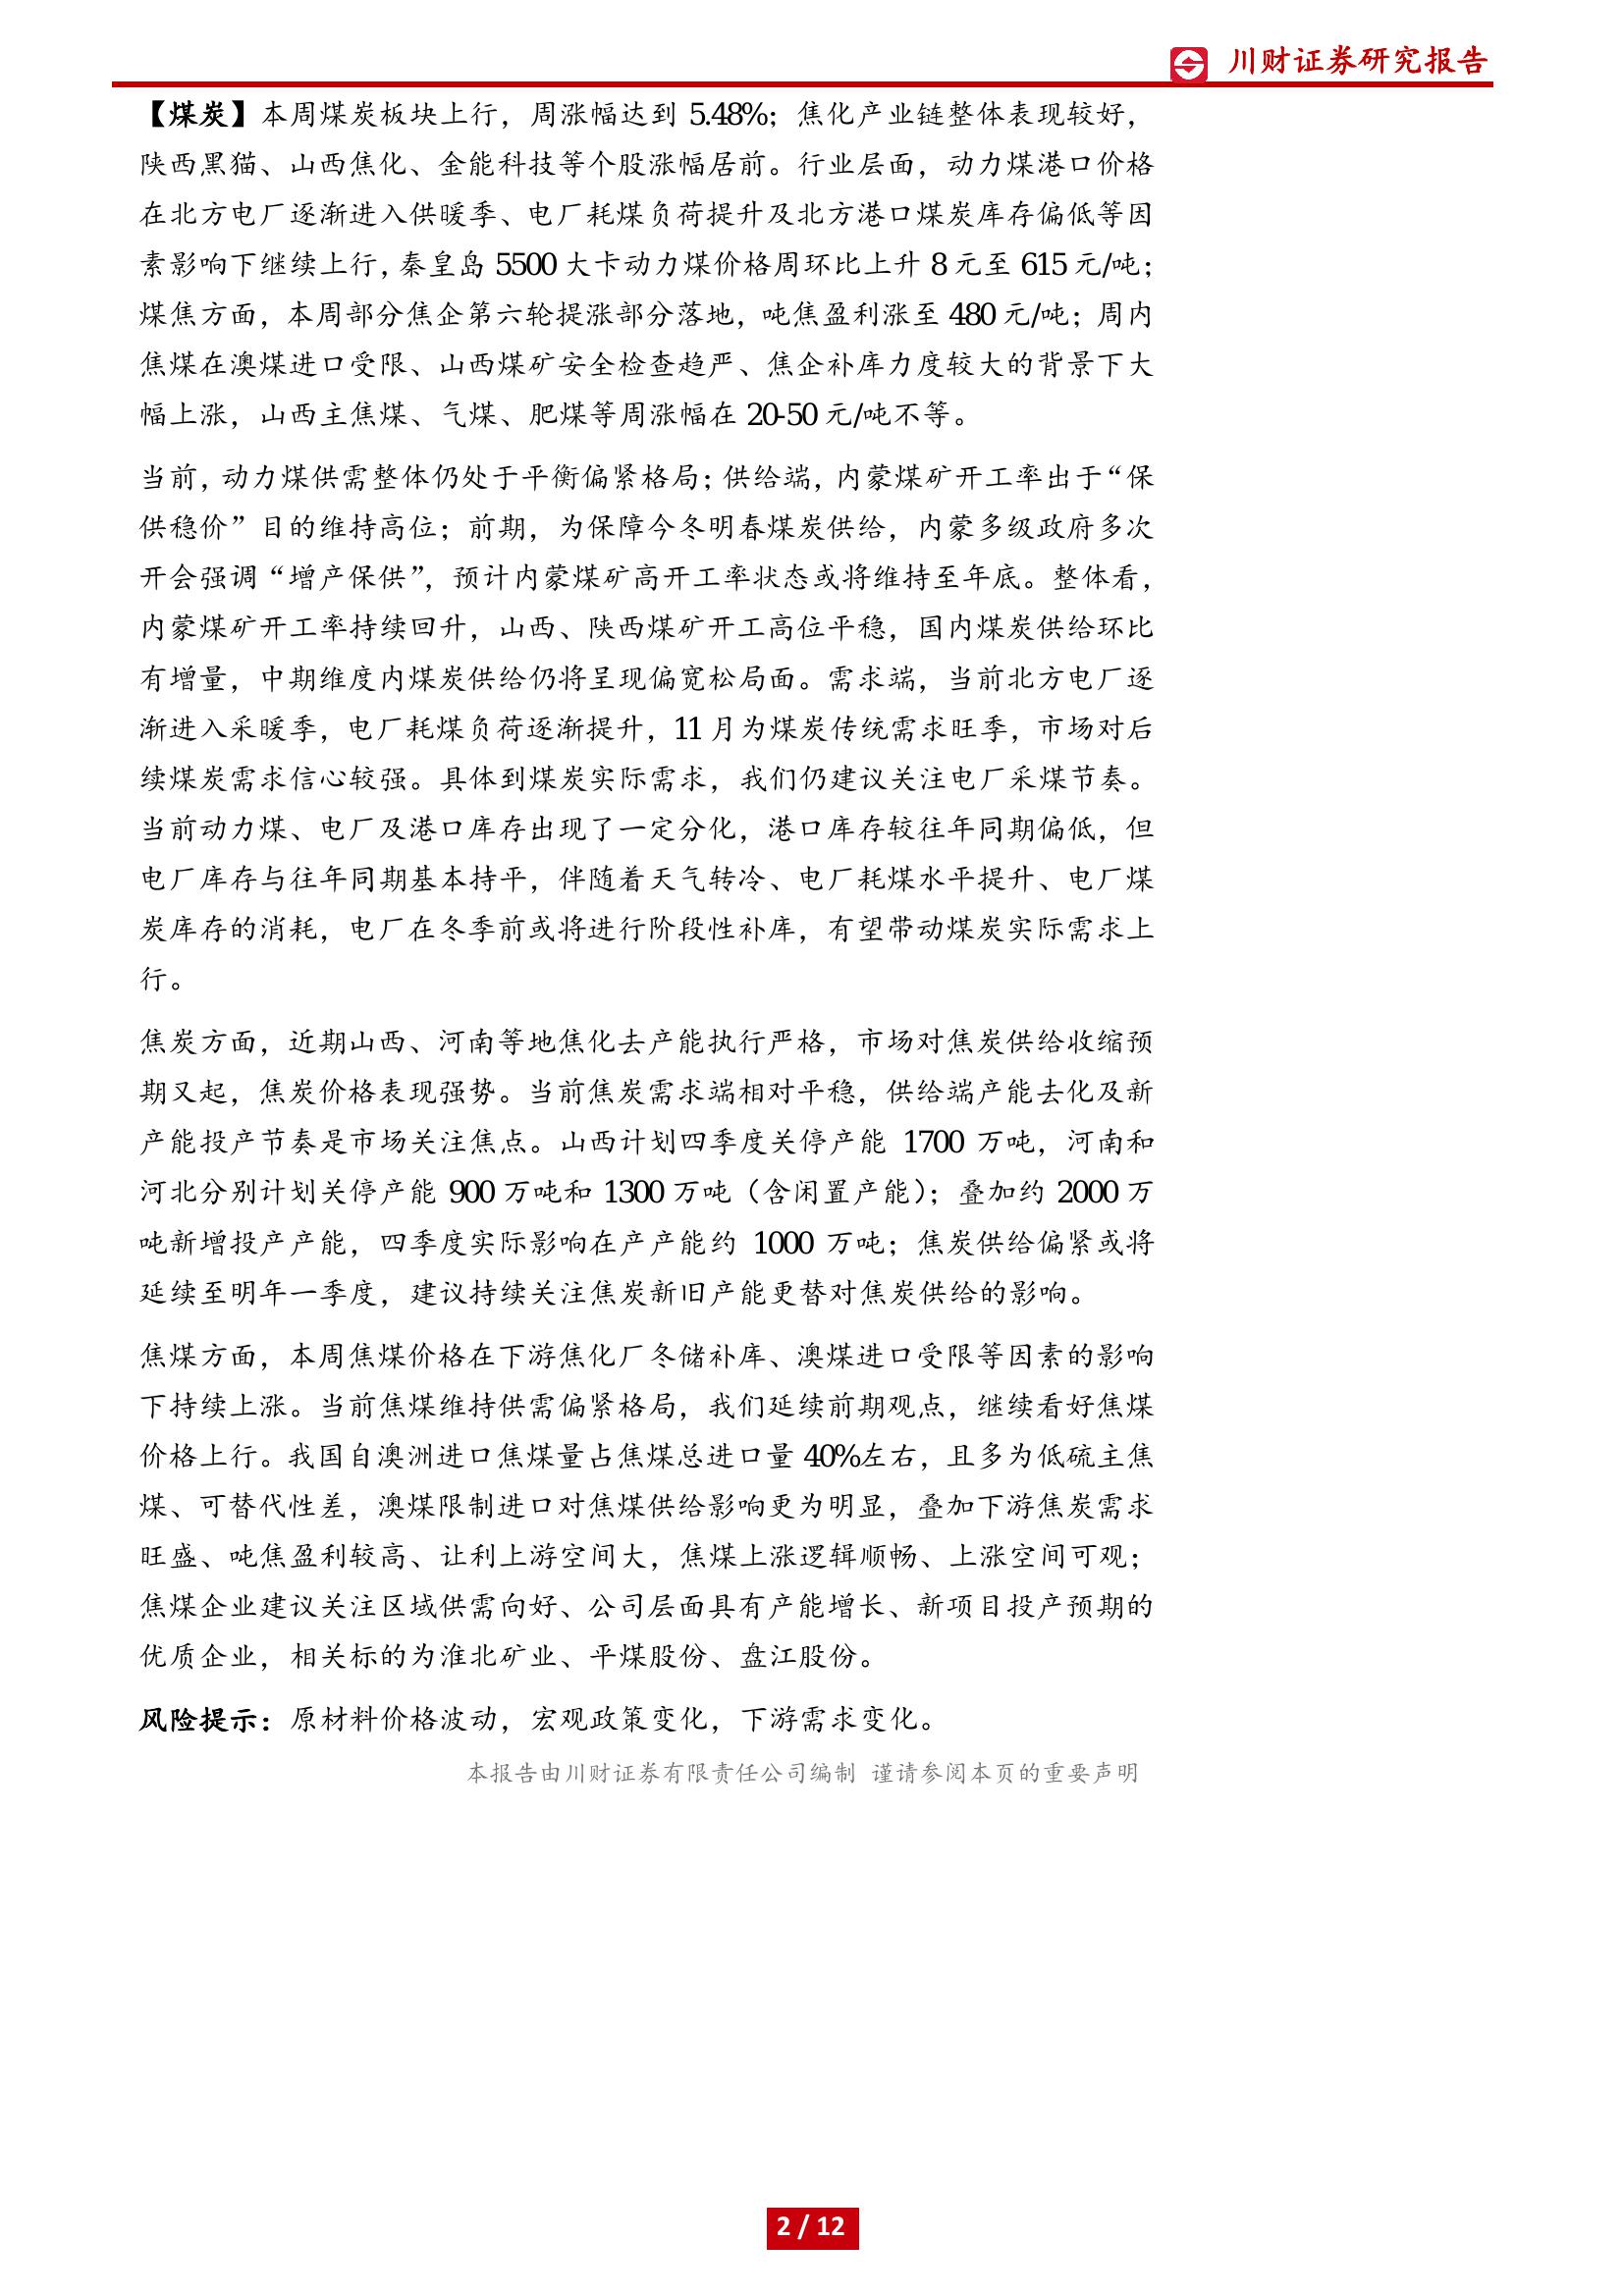 川财证券研究报告
【煤炭】本周煤炭板块上行，周涨幅达到 5.48%；焦化产业链整体表现较好，
陕西黑猫、山西焦化、金能科技等个股涨幅居前。行业层面，动力煤港口价格
在北方电厂逐渐进入供暖季、电厂耗煤负荷提升及北方港口煤炭库存偏低等因
素影响下继续上行，秦皇岛 5500 大卡动力煤价格周环比上升 8 元至 615 元/吨；
煤焦方面，本周部分焦企第六轮提涨部分落地，吨焦盈利涨至 480 元/吨；周内
焦煤在澳煤进口受限、山西煤矿安全检查趋严、焦企补库力度较大的背景下大
幅上涨，山西主焦煤、气煤、肥煤等周涨幅在 20-50 元/吨不等。
当前，动力煤供需整体仍处于平衡偏紧格局；供给端，内蒙煤矿开工率出于“保
供稳价”目的维持高位；前期，为保障今冬明春煤炭供给，内蒙多级政府多次
开会强调“增产保供”，预计内蒙煤矿高开工率状态或将维持至年底。整体看，
内蒙煤矿开工率持续回升，山西、陕西煤矿开工高位平稳，国内煤炭供给环比
有增量，中期维度内煤炭供给仍将呈现偏宽松局面。需求端，当前北方电厂逐
渐进入采暖季，电厂耗煤负荷逐渐提升，11 月为煤炭传统需求旺季，市场对后
续煤炭需求信心较强。具体到煤炭实际需求，我们仍建议关注电厂采煤节奏。
当前动力煤、电厂及港口库存出现了一定分化，港口库存较往年同期偏低，但
电厂库存与往年同期基本持平，伴随着天气转冷、电厂耗煤水平提升、电厂煤
炭库存的消耗，电厂在冬季前或将进行阶段性补库，有望带动煤炭实际需求上
行。
焦炭方面，近期山西、河南等地焦化去产能执行严格，市场对焦炭供给收缩预
期又起，焦炭价格表现强势。当前焦炭需求端相对平稳，供给端产能去化及新
产能投产节奏是市场关注焦点。山西计划四季度关停产能 1700 万吨，河南和
河北分别计划关停产能 900 万吨和 1300 万吨（含闲置产能）；叠加约 2000 万
吨新增投产产能，四季度实际影响在产产能约 1000 万吨；焦炭供给偏紧或将
延续至明年一季度，建议持续关注焦炭新旧产能更替对焦炭供给的影响。
焦煤方面，本周焦煤价格在下游焦化厂冬储补库、澳煤进口受限等因素的影响
下持续上涨。当前焦煤维持供需偏紧格局，我们延续前期观点，继续看好焦煤
价格上行。我国自澳洲进口焦煤量占焦煤总进口量 40%左右，且多为低硫主焦
煤、可替代性差，澳煤限制进口对焦煤供给影响更为明显，叠加下游焦炭需求
旺盛、吨焦盈利较高、让利上游空间大，焦煤上涨逻辑顺畅、上涨空间可观；
焦煤企业建议关注区域供需向好、公司层面具有产能增长、新项目投产预期的
优质企业，相关标的为淮北矿业、平煤股份、盘江股份。
风险提示：原材料价格波动，宏观政策变化，下游需求变化。
本报告由川财证券有限责任公司编制 谨请参阅本页的重要声明
2 / 12